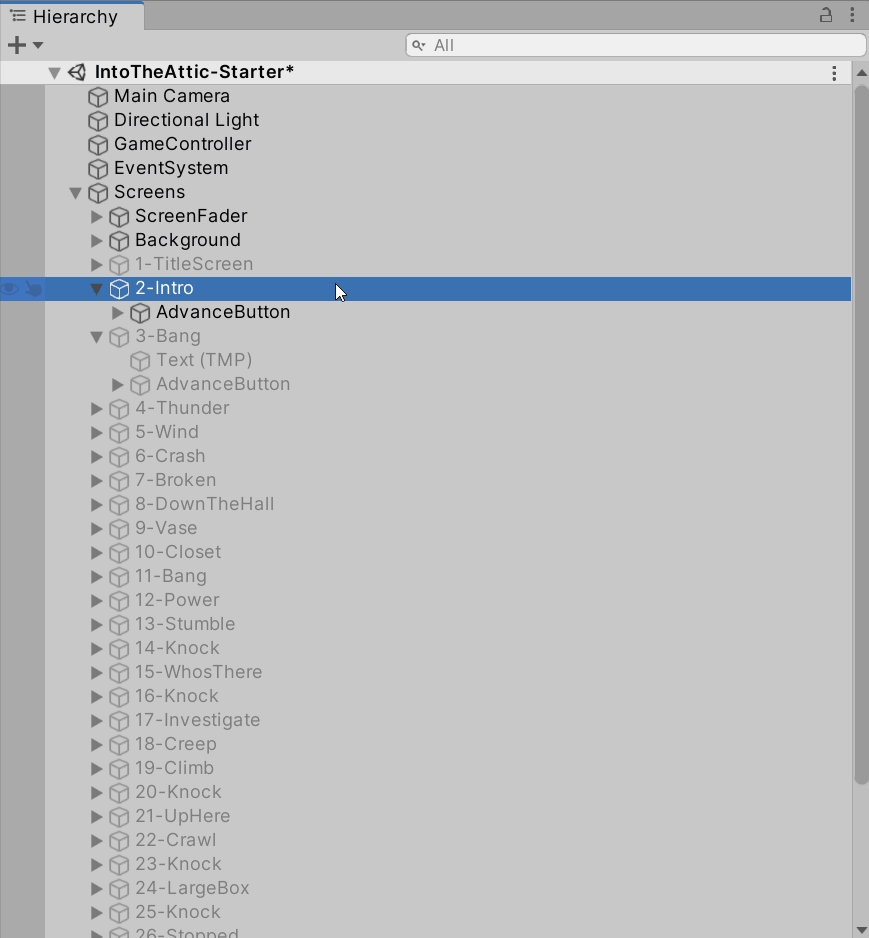 Hierarchy
All
IntoTheAttic-Starter*
Main Camera
Directional Light
GameController
EventSystem
Screens
ScreenFader
Background
1-TitleScreen
2-Intro
AdvanceButton
3-Bang
Text (TMP)
AdvanceButton
4-Thunder
5-Wind
6-Crash
7-Broken
8-DownTheHall
9-Vase
10-Closet
11-Bang
12-Power
13-Stumble
14-Knock
15-WhosThere
16-Knock
17-Investigate
18-Creep
19-Climb
20-Knock
21-UpHere
22-Crawl
23-Knock
24-LargeBox
25-Knock
26-Stopped